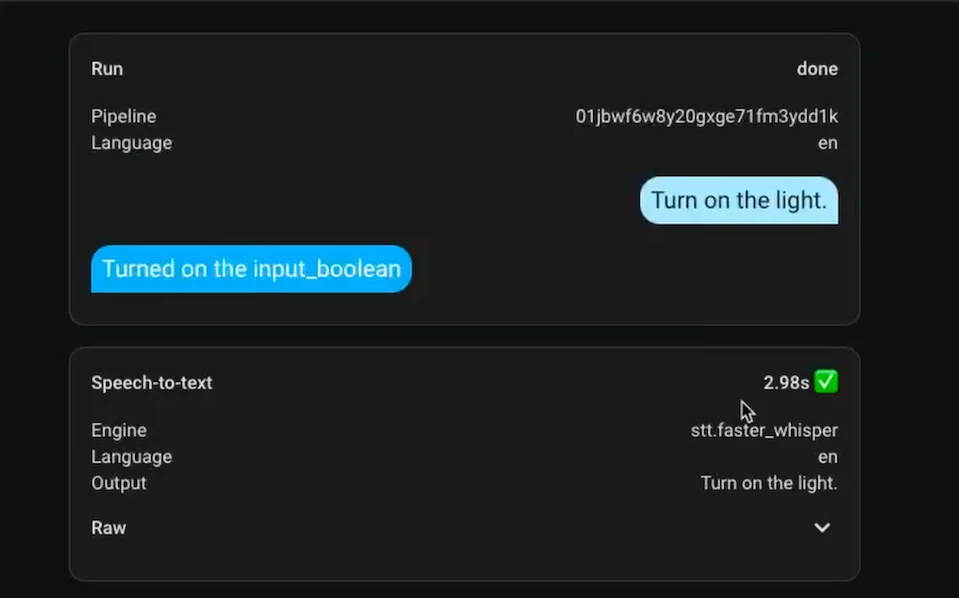 Run done
Pipeline 01jbwf6w8y20gxge71fm3ydd1k
Language en
Turn on the light.
Turned on the input_boolean
Speech-to-text 2.98s ✅
Engine stt.faster_whisper
Language en
Output Turn on the light.
Raw